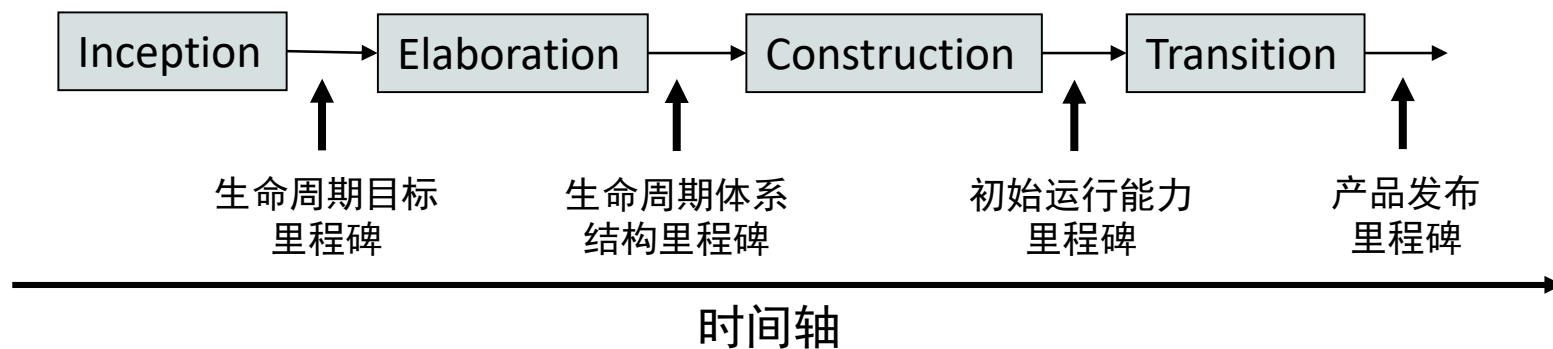 Inception
Elaboration
Construction
Transition
生命周期目标
里程碑
生命周期体系
结构里程碑
初始运行能力
里程碑
产品发布
里程碑
时间轴